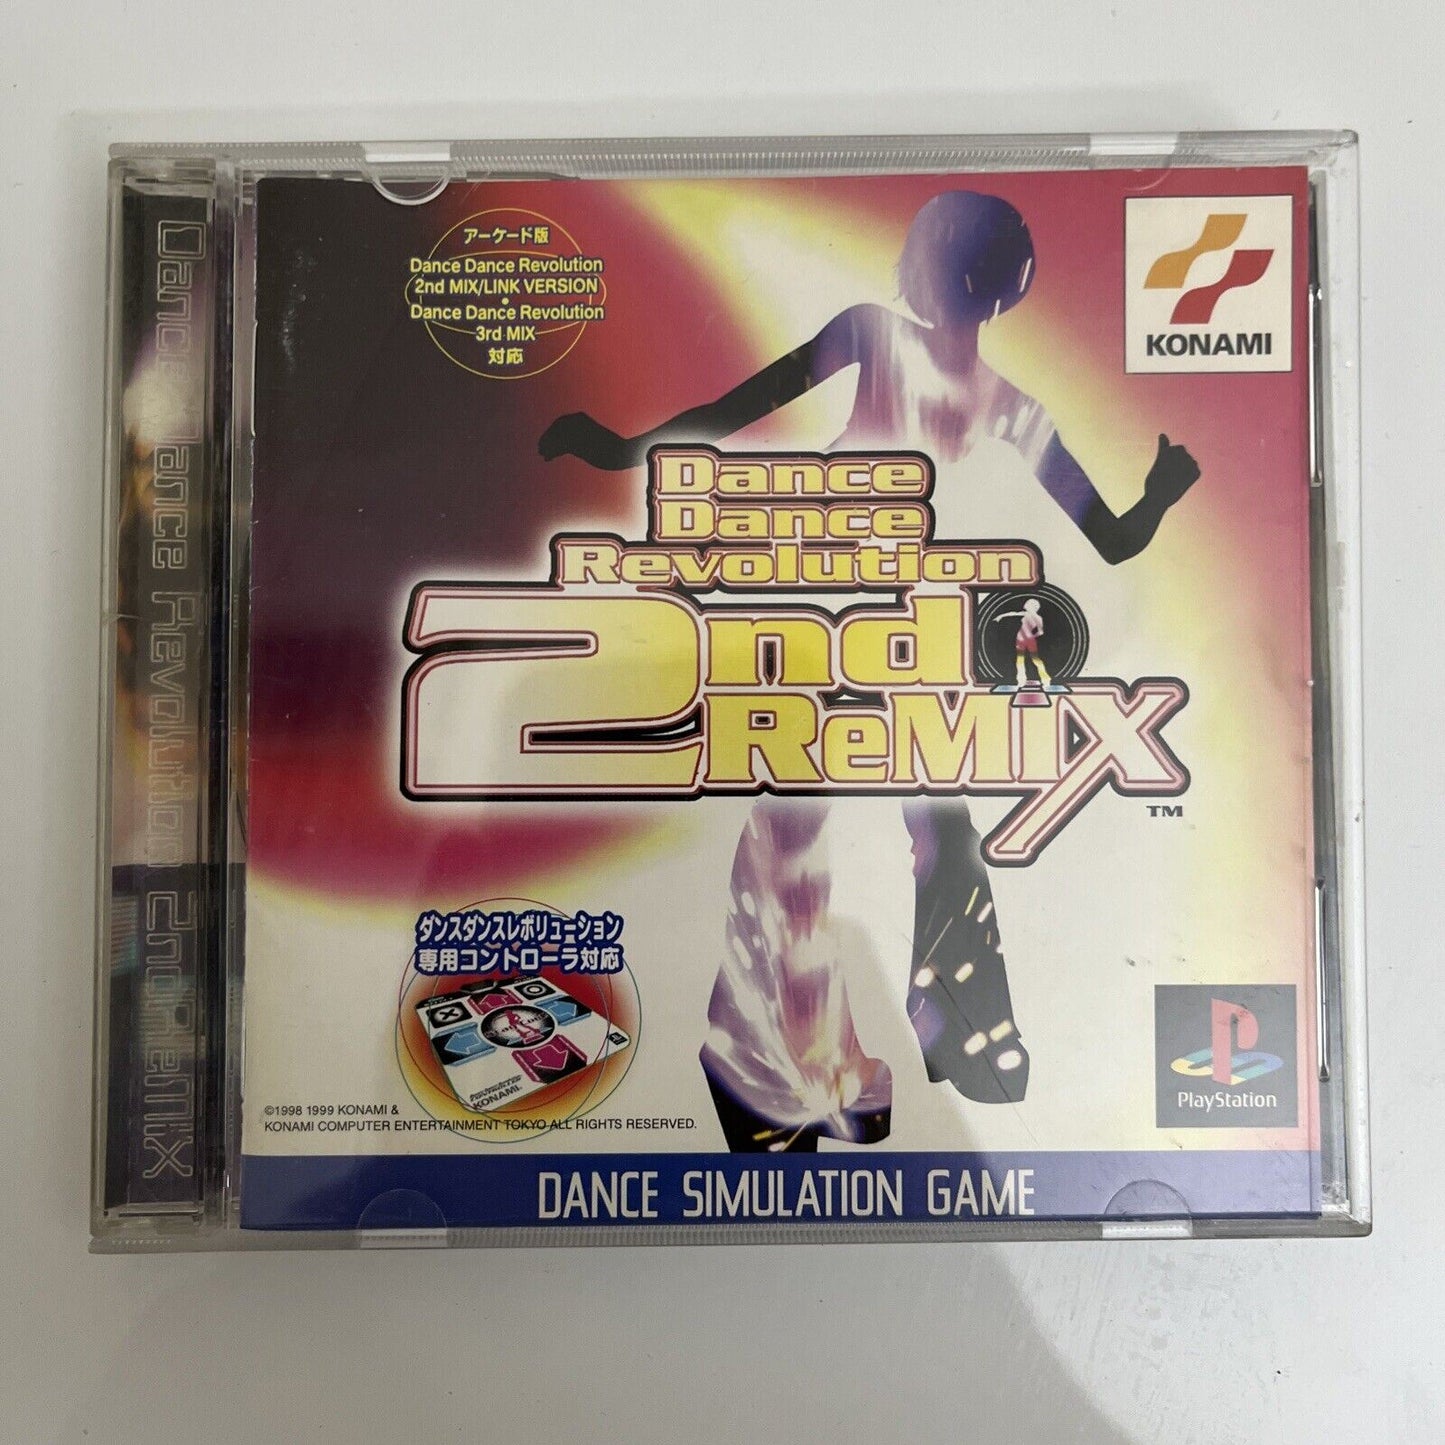 Dance Dance Revolution 2ndReMIX
アーケード版
Dance Dance Revolution
2nd MIX/LINK VERSION
・
Dance Dance Revolution
3rd MIX
対応
KONAMI
Dance
Dance
Revolution
2nd
ReMIX
TM
ダンスダンスレボリューション
専用コントローラ対応
KONAMI
©1998 1999 KONAMI &
KONAMI COMPUTER ENTERTAINMENT TOKYO ALL RIGHTS RESERVED.
PlayStation
DANCE SIMULATION GAME